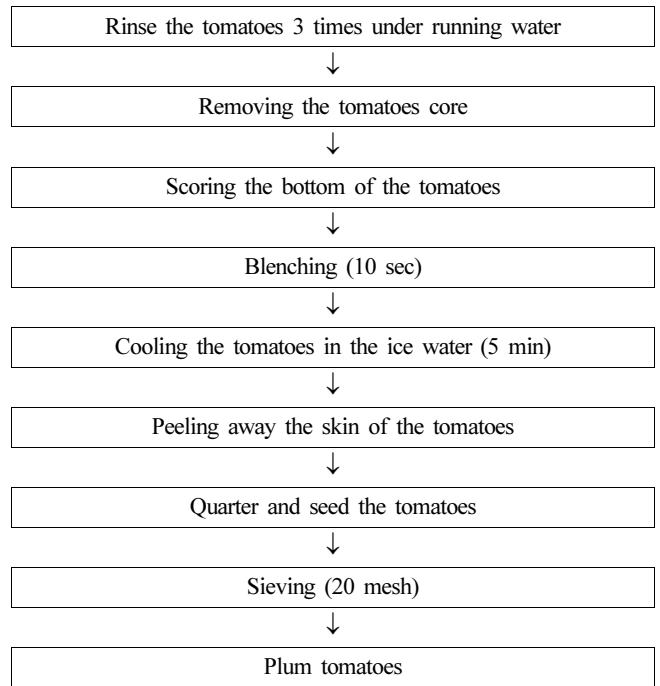 Rinse the tomatoes 3 times under running water
↓
Removing the tomatoes core
↓
Scoring the bottom of the tomatoes
↓
Blenching (10 sec)
↓
Cooling the tomatoes in the ice water (5 min)
↓
Peeling away the skin of the tomatoes
↓
Quarter and seed the tomatoes
↓
Sieving (20 mesh)
↓
Plum tomatoes